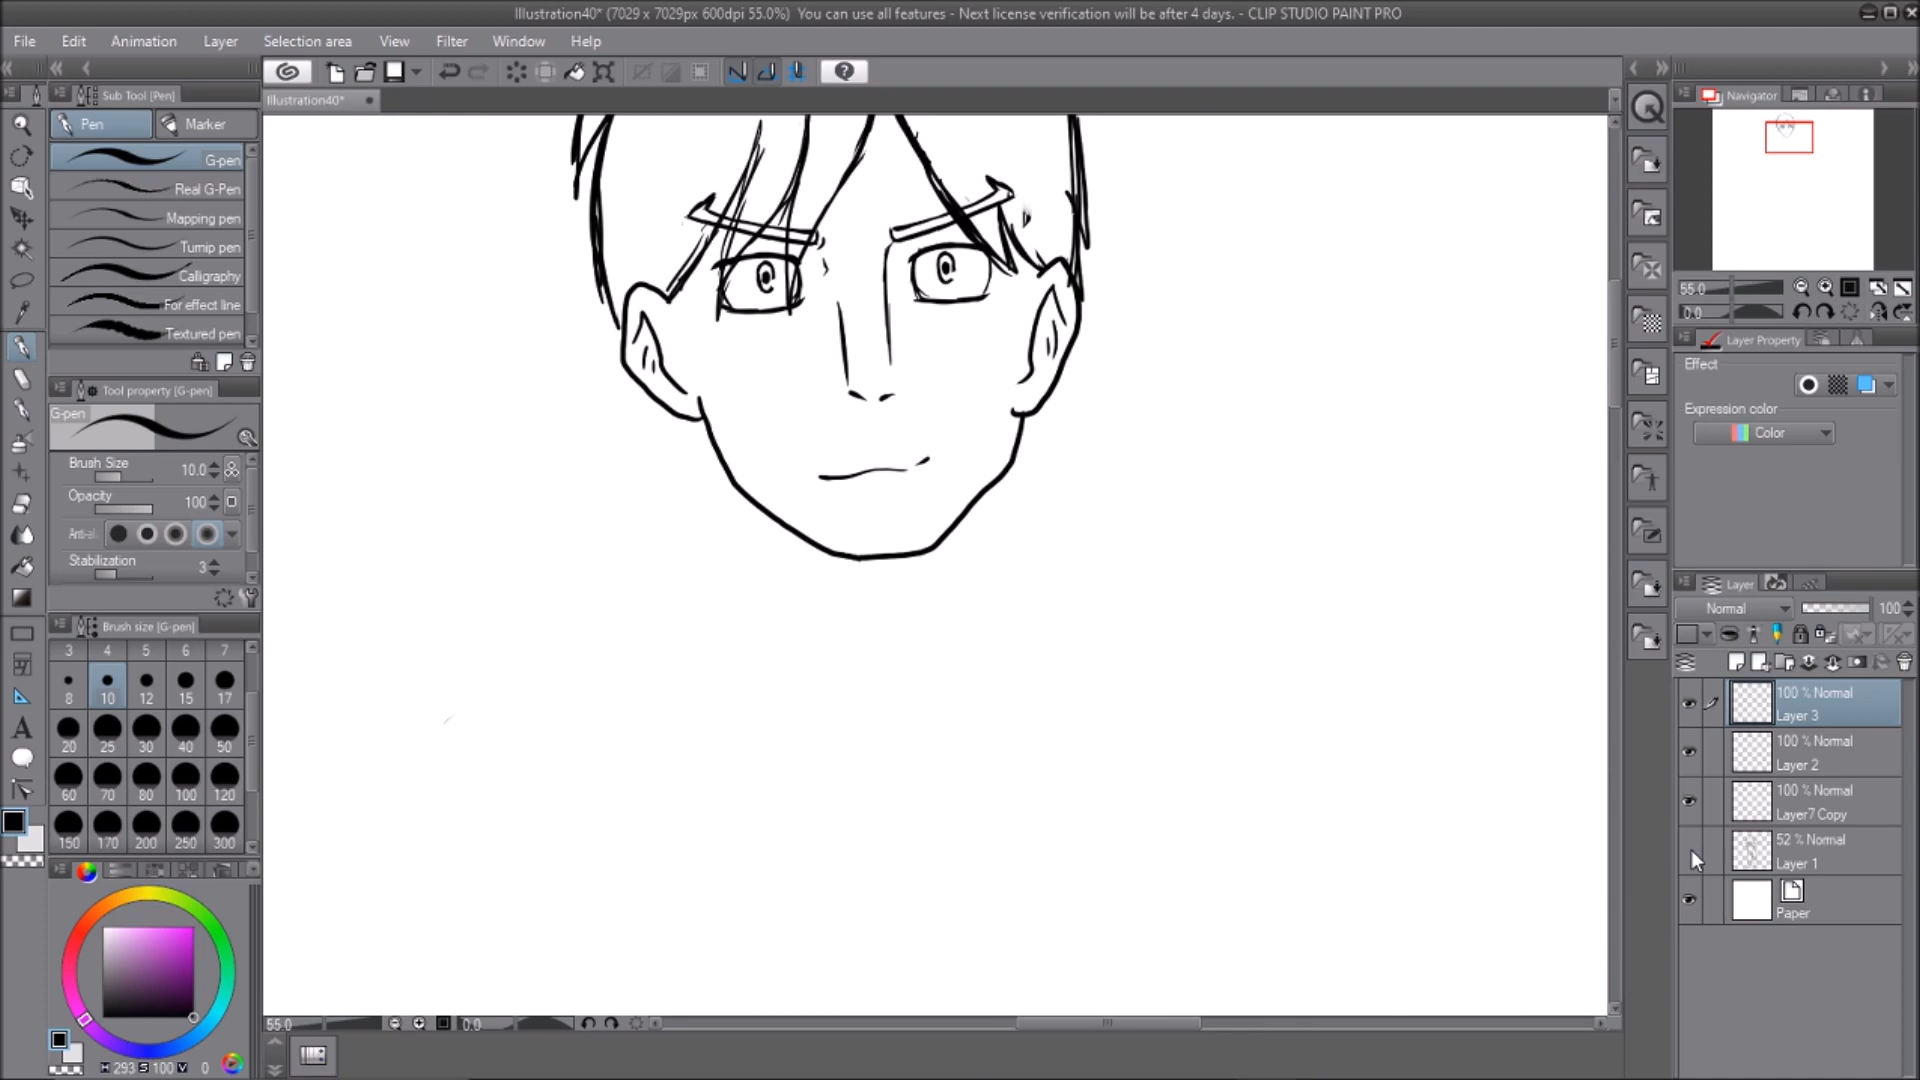 Illustration40* (7029 x 7029px 600dpi 55.0%) You can use all features - Next license verification will be after 4 days. - CLIP STUDIO PAINT PRO
File Edit Animation Layer Selection area View Filter Window Help
Sub Tool [Pen]
Pen Marker
G-pen
Real G-Pen
Mapping pen
Turnip pen
Calligraphy
For effect line
Textured pen
Tool property [G-pen]
G-pen
Brush Size 10.0
Opacity 100
Anti-al
Stabilization 3
Brush size [G-pen]
3 4 5 6 7
8 10 12 15 17
20 25 30 40 50
60 70 80 100 120
150 170 200 250 300
H 293 S 100 V 0
Illustration40*
55.0 0.0
Navigator
55.0
0.0
Layer Property
Effect
Expression color
Color
Layer
Normal 100
100 % Normal
Layer 3
100 % Normal
Layer 2
100 % Normal
Layer7 Copy
52 % Normal
Layer 1
Paper